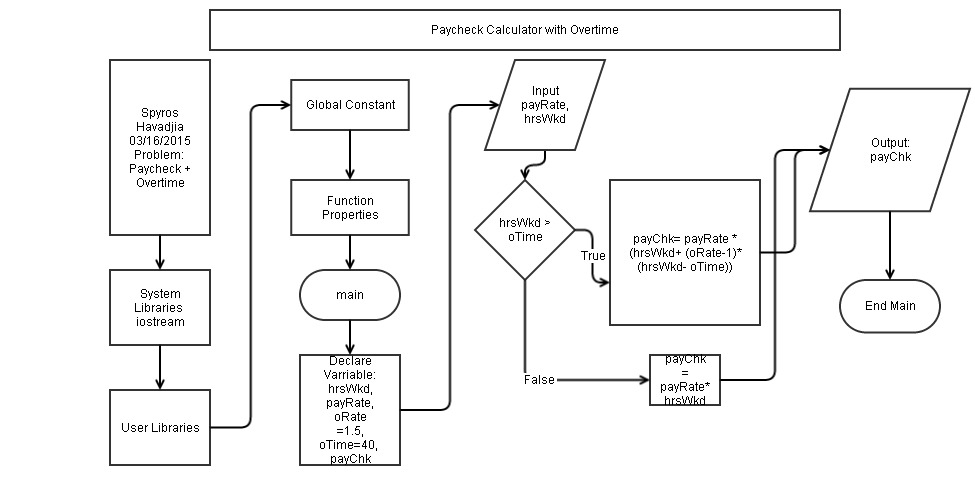 Paycheck Calculator with Overtime
Spyros
Havadjia
03/16/2015
Problem:
Paycheck +
Overtime
System
Libraries
iostream
User Libraries
Global Constant
Function
Properties
main
Declare
Varriable:
hrsWkd,
payRate,
oRate
=1.5,
oTime=40,
payChk
Input
payRate,
hrsWkd
hrsWkd >
oTime
True
False
payChk= payRate *
(hrsWkd+ (oRate-1)*
(hrsWkd- oTime))
payChk
=
payRate*
hrsWkd
Output:
payChk
End Main